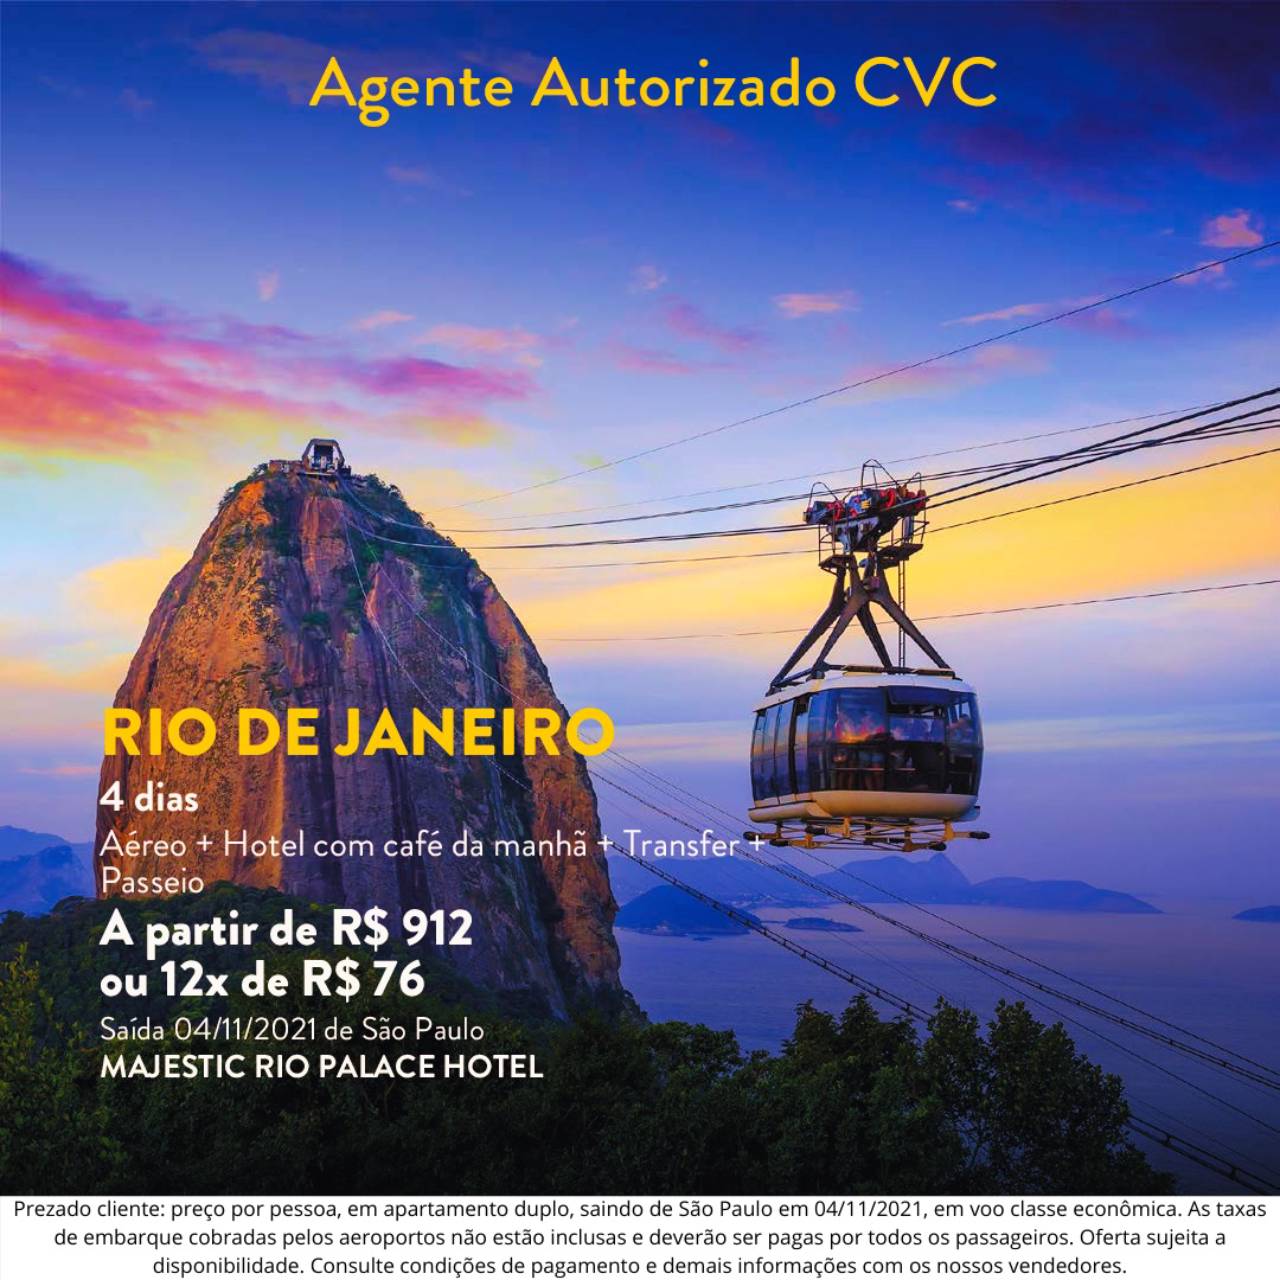 Agente Autorizado CVC
RIO DE JANEIRO
4 dias
Aéreo + Hotel com café da manhã + Transfer +
Passeio
A partir de R$ 912
ou 12x de R$ 76
Saída 04/11/2021 de São Paulo
MAJESTIC RIO PALACE HOTEL
Prezado cliente: preço por pessoa, em apartamento duplo, saindo de São Paulo em 04/11/2021, em voo classe econômica. As taxas
de embarque cobradas pelos aeroportos não estão inclusas e deverão ser pagas por todos os passageiros. Oferta sujeita a
disponibilidade. Consulte condições de pagamento e demais informações com os nossos vendedores.